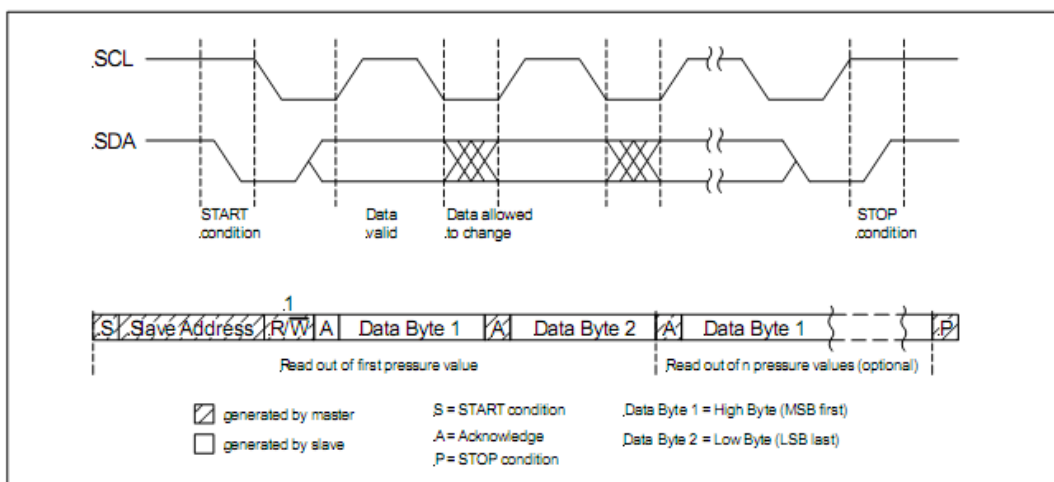 .SCL
.SDA
START
.condition
Data
.valid
Data allowed
.to change
STOP
.condition
.1
.S .Slave Address R/W A Data Byte 1 A Data Byte 2 A Data Byte 1 .P
.Read out of first pressure value
.Read out of n pressure values (optional)
generated by master
generated by slave
.S = START condition
.A = Acknowledge
.P = STOP condition
.Data Byte 1 = High Byte (MSB first)
.Data Byte 2 = Low Byte (LSB last)